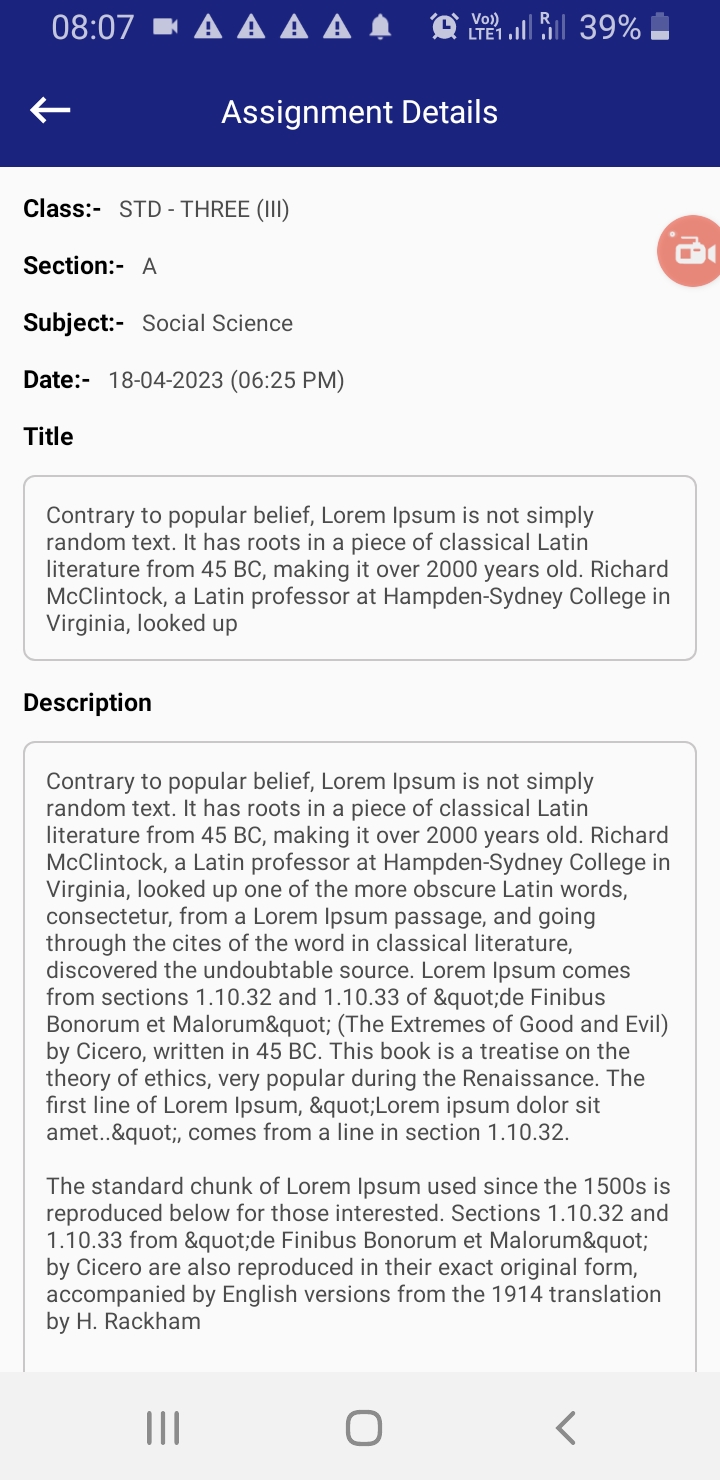 08:07 Vo)) LTE1 R 39%
Assignment Details
Class:- STD - THREE (III)
Section:- A
Subject:- Social Science
Date:- 18-04-2023 (06:25 PM)
Title
Contrary to popular belief, Lorem Ipsum is not simply
random text. It has roots in a piece of classical Latin
literature from 45 BC, making it over 2000 years old. Richard
McClintock, a Latin professor at Hampden-Sydney College in
Virginia, looked up
Description
Contrary to popular belief, Lorem Ipsum is not simply
random text. It has roots in a piece of classical Latin
literature from 45 BC, making it over 2000 years old. Richard
McClintock, a Latin professor at Hampden-Sydney College in
Virginia, looked up one of the more obscure Latin words,
consectetur, from a Lorem Ipsum passage, and going
through the cites of the word in classical literature,
discovered the undoubtable source. Lorem Ipsum comes
from sections 1.10.32 and 1.10.33 of &quot;de Finibus
Bonorum et Malorum&quot; (The Extremes of Good and Evil)
by Cicero, written in 45 BC. This book is a treatise on the
theory of ethics, very popular during the Renaissance. The
first line of Lorem Ipsum, &quot;Lorem ipsum dolor sit
amet..&quot;, comes from a line in section 1.10.32.
The standard chunk of Lorem Ipsum used since the 1500s is
reproduced below for those interested. Sections 1.10.32 and
1.10.33 from &quot;de Finibus Bonorum et Malorum&quot;
by Cicero are also reproduced in their exact original form,
accompanied by English versions from the 1914 translation
by H. Rackham